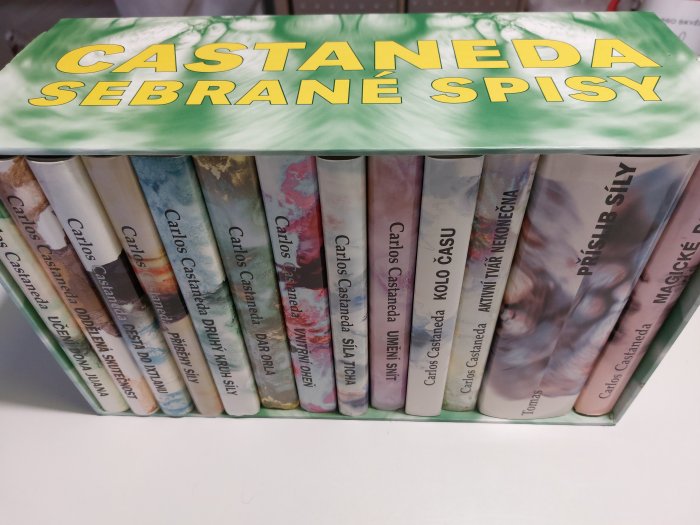 CASTANEDA
SEBRANÉ SPISY
los Castaneda UČENÍ DONA JUANA
Carlos Castaneda ODDĚLENÁ SKUTEČNOST
Carlos Castaneda CESTA DO IXTLANU
Carlos Castaneda PŘÍBĚHY SÍLY
Carlos Castaneda DRUHÝ KRUH SÍLY
Carlos Castaneda DAR ORLA
Carlos Castaneda VNITŘNÍ OHEŇ
Carlos Castaneda SÍLA TICHA
Carlos Castaneda UMĚNÍ SNÍT
Carlos Castaneda KOLO ČASU
Carlos Castaneda AKTIVNÍ TVÁŘ NEKONEČNA
Tomas PŘÍSLIB SÍLY
Carlos Castaneda MAGICKÉ P